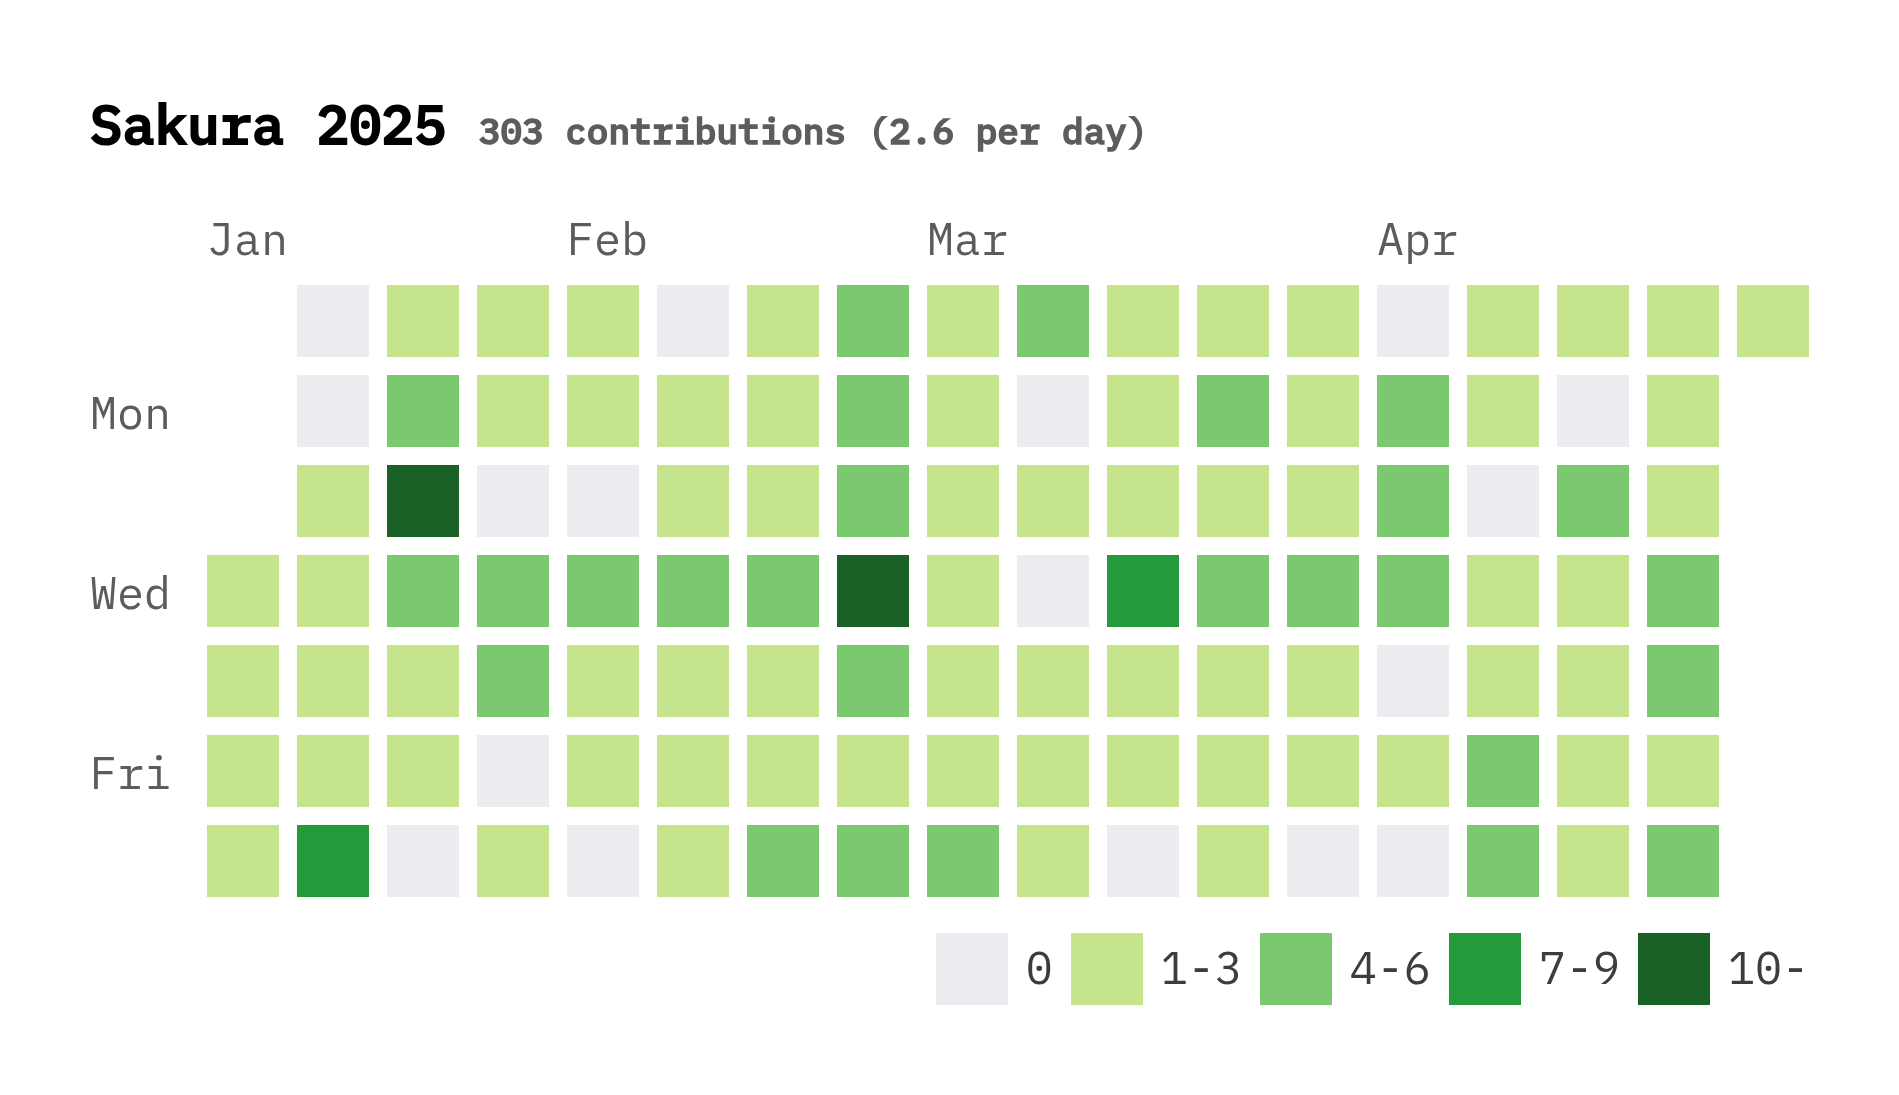 Sakura 2025 303 contributions (2.6 per day)
Jan Feb Mar Apr
Mon
Wed
Fri
0 1-3 4-6 7-9 10-